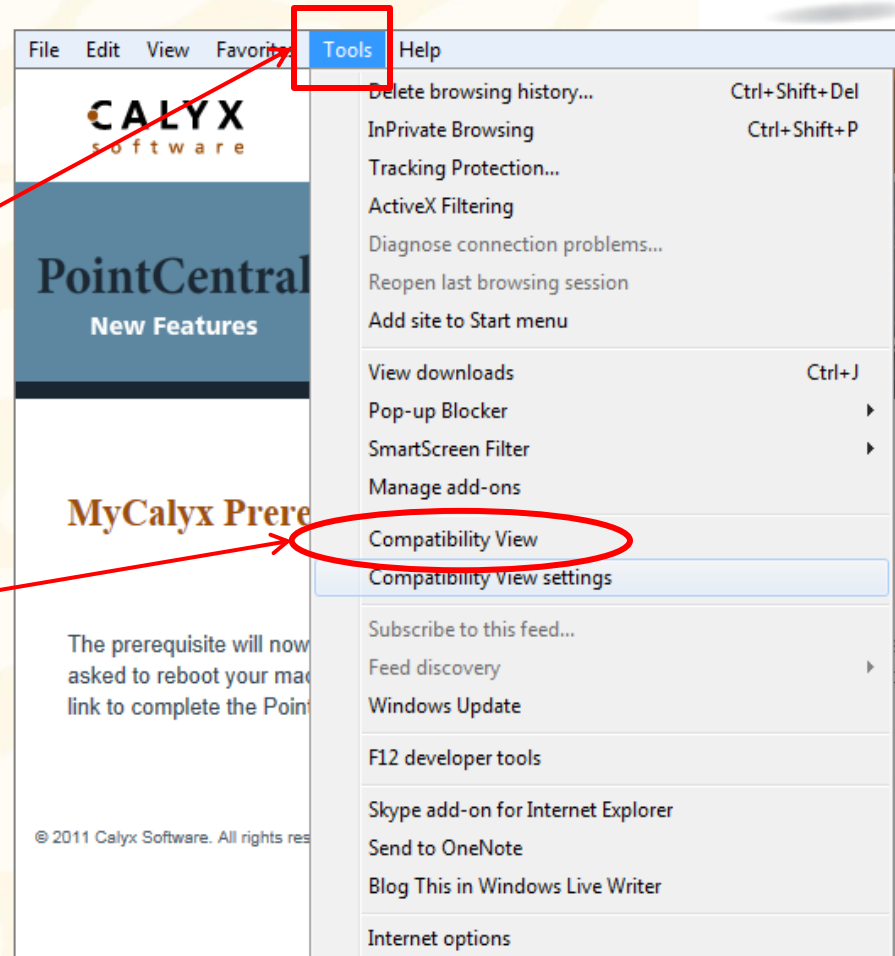 File Edit View Favorites Tools Help
CALYX
software
PointCentral
New Features
MyCalyx Prere
The prerequisite will now
asked to reboot your mac
link to complete the Point
© 2011 Calyx Software. All rights res
Delete browsing history... Ctrl+Shift+Del
InPrivate Browsing Ctrl+Shift+P
Tracking Protection...
ActiveX Filtering
Diagnose connection problems...
Reopen last browsing session
Add site to Start menu
View downloads Ctrl+J
Pop-up Blocker
SmartScreen Filter
Manage add-ons
Compatibility View
Compatibility View settings
Subscribe to this feed...
Feed discovery
Windows Update
F12 developer tools
Skype add-on for Internet Explorer
Send to OneNote
Blog This in Windows Live Writer
Internet options